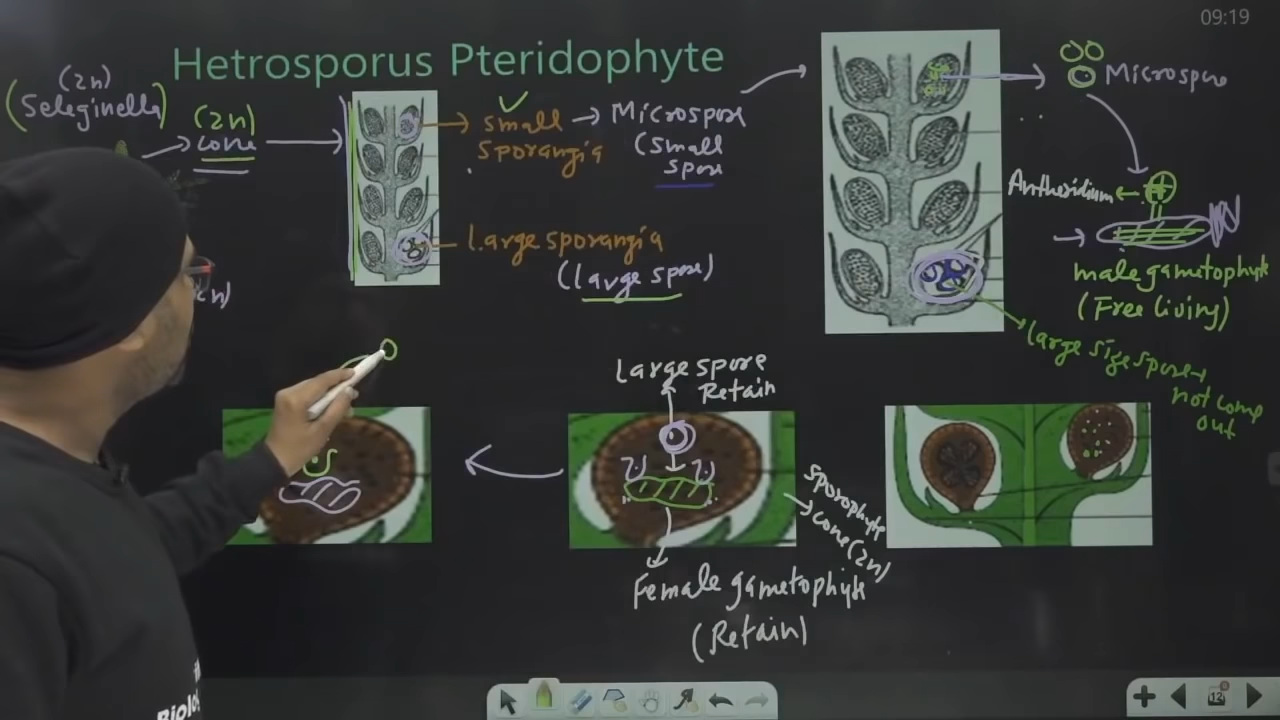 09:19
Hetrosporus Pteridophyte
(2n)
(Seleginella)
(2n)
cone
small
sporangia
Microspore
(small
spore
Large sporangia
(large spore)
Microspore
Antheridium
male gametophyte
(Free living)
Large size spore
not come
out
Large spore
Retain
sporophyte
cone (2n)
Female gametophyte
(Retain)
Biolo
12